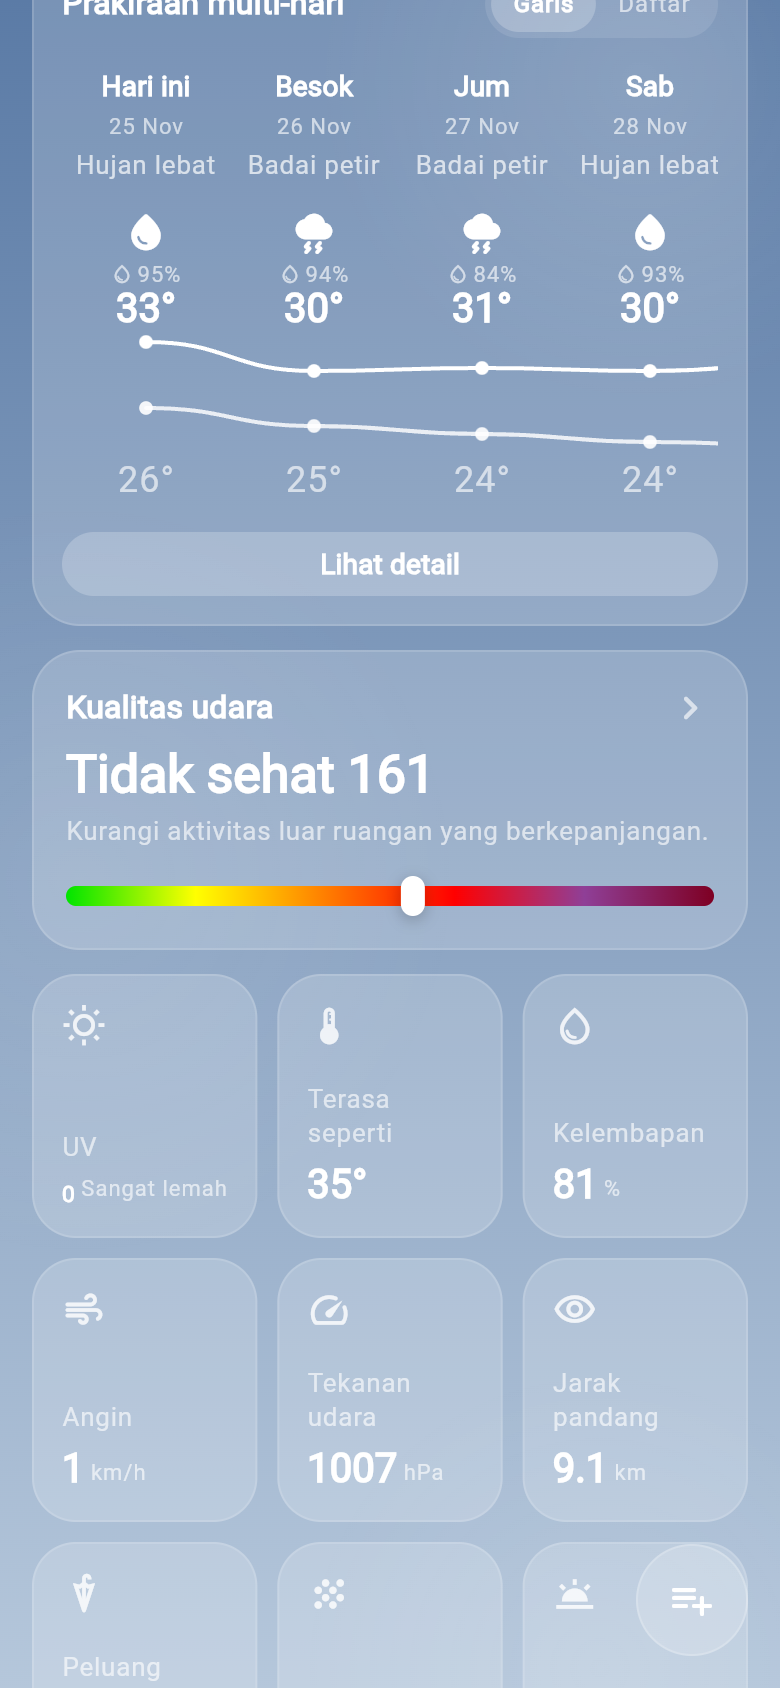 Prakiraan multi-hari
Garis
Daftar
Hari ini
Besok
Jum
Sab
25 Nov
26 Nov
27 Nov
28 Nov
Hujan lebat
Badai petir
Badai petir
Hujan lebat
95%
94%
84%
93%
33°
30°
31°
30°
26°
25°
24°
24°
Lihat detail
Kualitas udara
Tidak sehat 161
Kurangi aktivitas luar ruangan yang berkepanjangan.
UV
0 Sangat lemah
Terasa
seperti
35°
Kelembapan
81 %
Angin
1 km/h
Tekanan
udara
1007 hPa
Jarak
pandang
9.1 km
Peluang